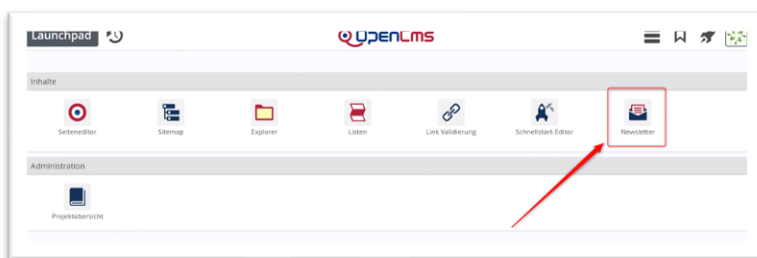 Launchpad
OpenCms
Inhalte
Seiteneditor
Sitemap
Explorer
Listen
Link Validierung
Schnellstart-Editor
Newsletter
Administration
Projektübersicht